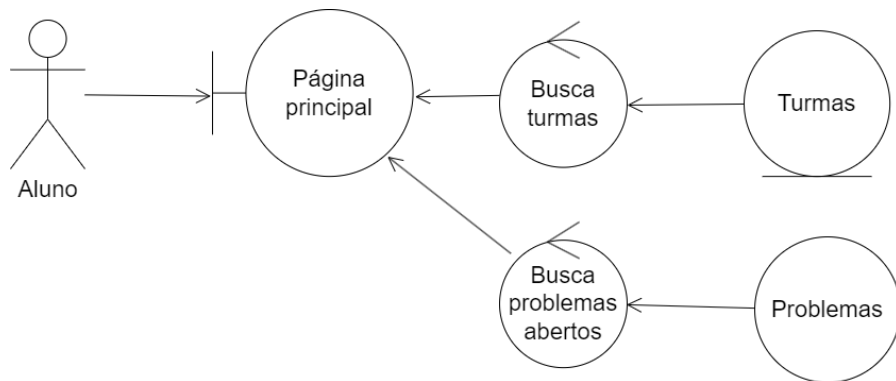 Aluno
Página
principal
Busca
turmas
Turmas
Busca
problemas
abertos
Problemas